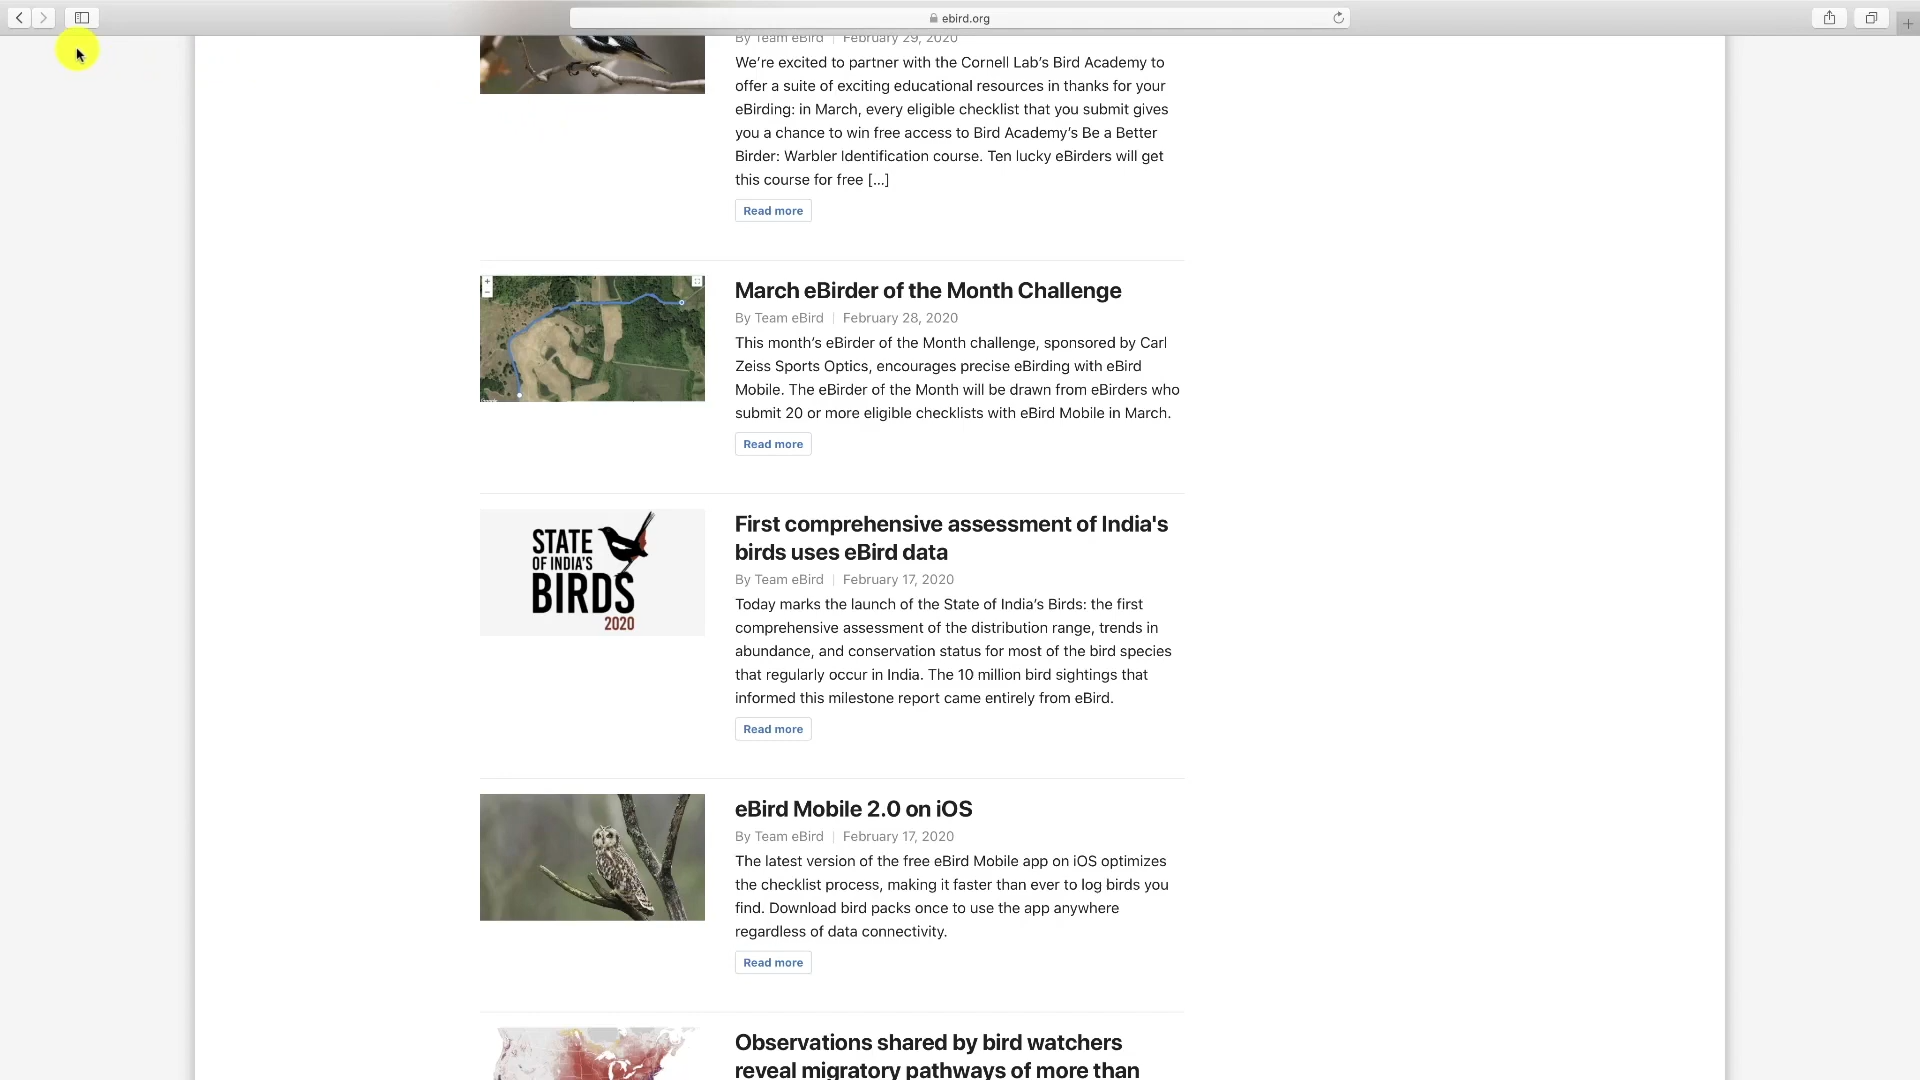 ebird.org
By Team eBird | February 29, 2020
We’re excited to partner with the Cornell Lab’s Bird Academy to
offer a suite of exciting educational resources in thanks for your
eBirding: in March, every eligible checklist that you submit gives
you a chance to win free access to Bird Academy’s Be a Better
Birder: Warbler Identification course. Ten lucky eBirders will get
this course for free [...]
Read more
March eBirder of the Month Challenge
By Team eBird | February 28, 2020
This month’s eBirder of the Month challenge, sponsored by Carl
Zeiss Sports Optics, encourages precise eBirding with eBird
Mobile. The eBirder of the Month will be drawn from eBirders who
submit 20 or more eligible checklists with eBird Mobile in March.
Read more
STATE
OF INDIA’S
BIRDS
2020
First comprehensive assessment of India's
birds uses eBird data
By Team eBird | February 17, 2020
Today marks the launch of the State of India’s Birds: the first
comprehensive assessment of the distribution range, trends in
abundance, and conservation status for most of the bird species
that regularly occur in India. The 10 million bird sightings that
informed this milestone report came entirely from eBird.
Read more
eBird Mobile 2.0 on iOS
By Team eBird | February 17, 2020
The latest version of the free eBird Mobile app on iOS optimizes
the checklist process, making it faster than ever to log birds you
find. Download bird packs once to use the app anywhere
regardless of data connectivity.
Read more
Observations shared by bird watchers
reveal migratory pathways of more than